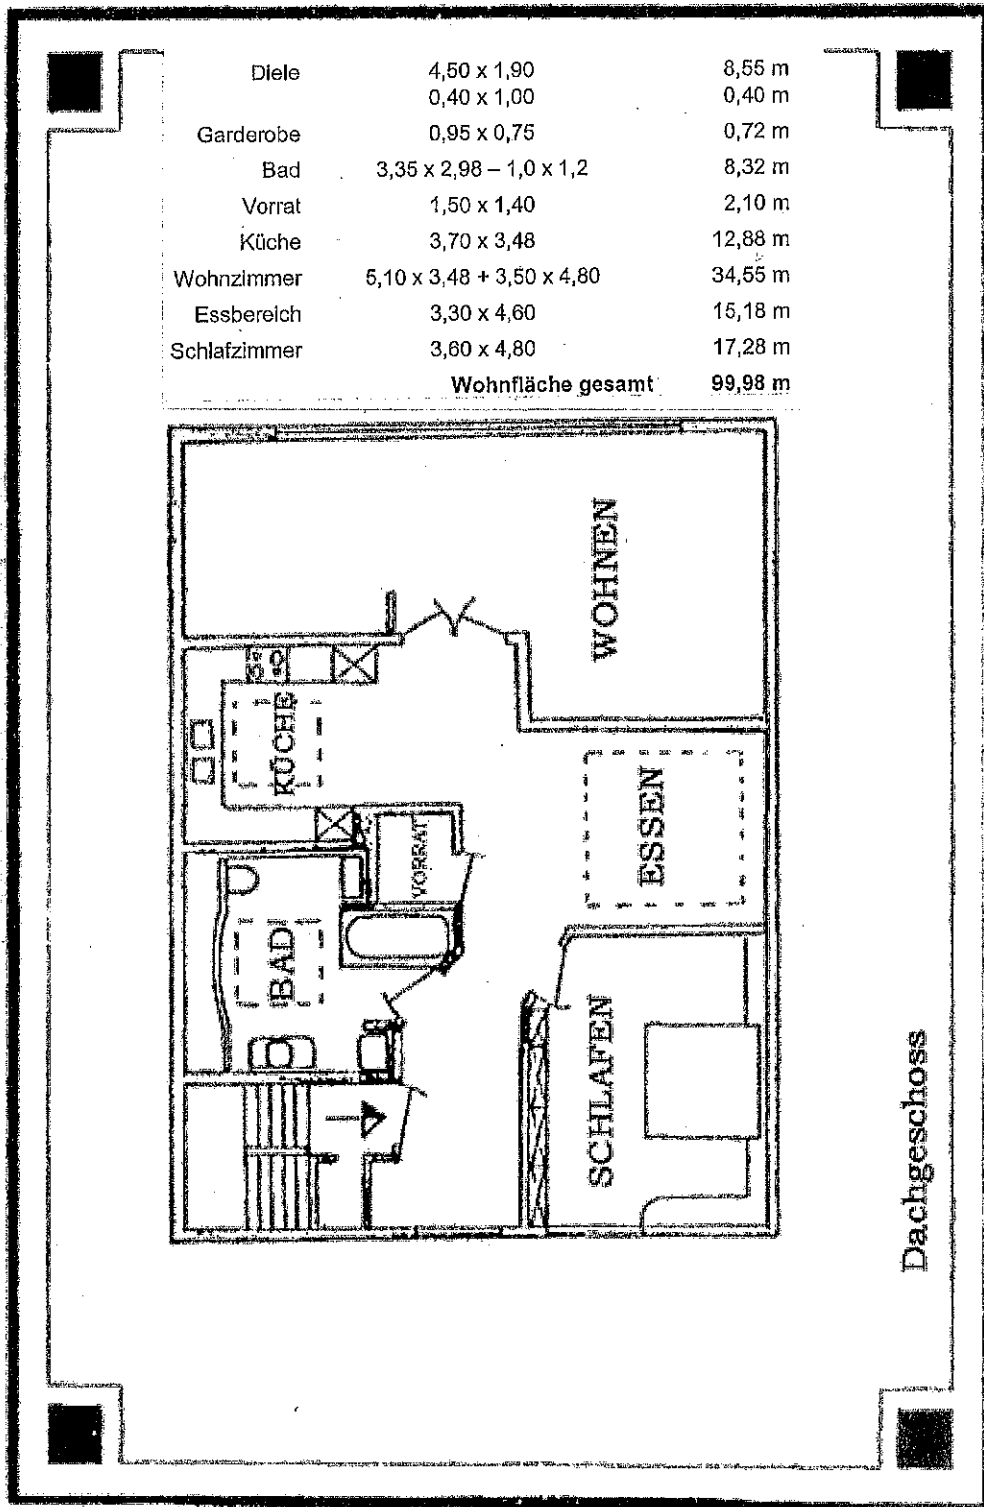 Diele 4,50 x 1,90 8,55 m
0,40 x 1,00 0,40 m
Garderobe 0,95 x 0,75 0,72 m
Bad 3,35 x 2,98 – 1,0 x 1,2 8,32 m
Vorrat 1,50 x 1,40 2,10 m
Küche 3,70 x 3,48 12,88 m
Wohnzimmer 5,10 x 3,48 + 3,50 x 4,80 34,55 m
Essbereich 3,30 x 4,60 15,18 m
Schlafzimmer 3,60 x 4,80 17,28 m
Wohnfläche gesamt 99,98 m
WOHNEN
KÜCHE
ESSEN
VORRAT
BAD
SCHLAFEN
Dachgeschoss